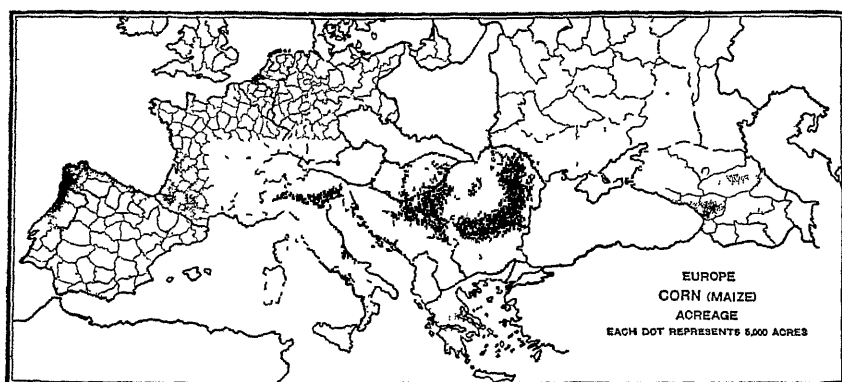 EUROPE
CORN (MAIZE)
ACREAGE
EACH DOT REPRESENTS 5,000 ACRES